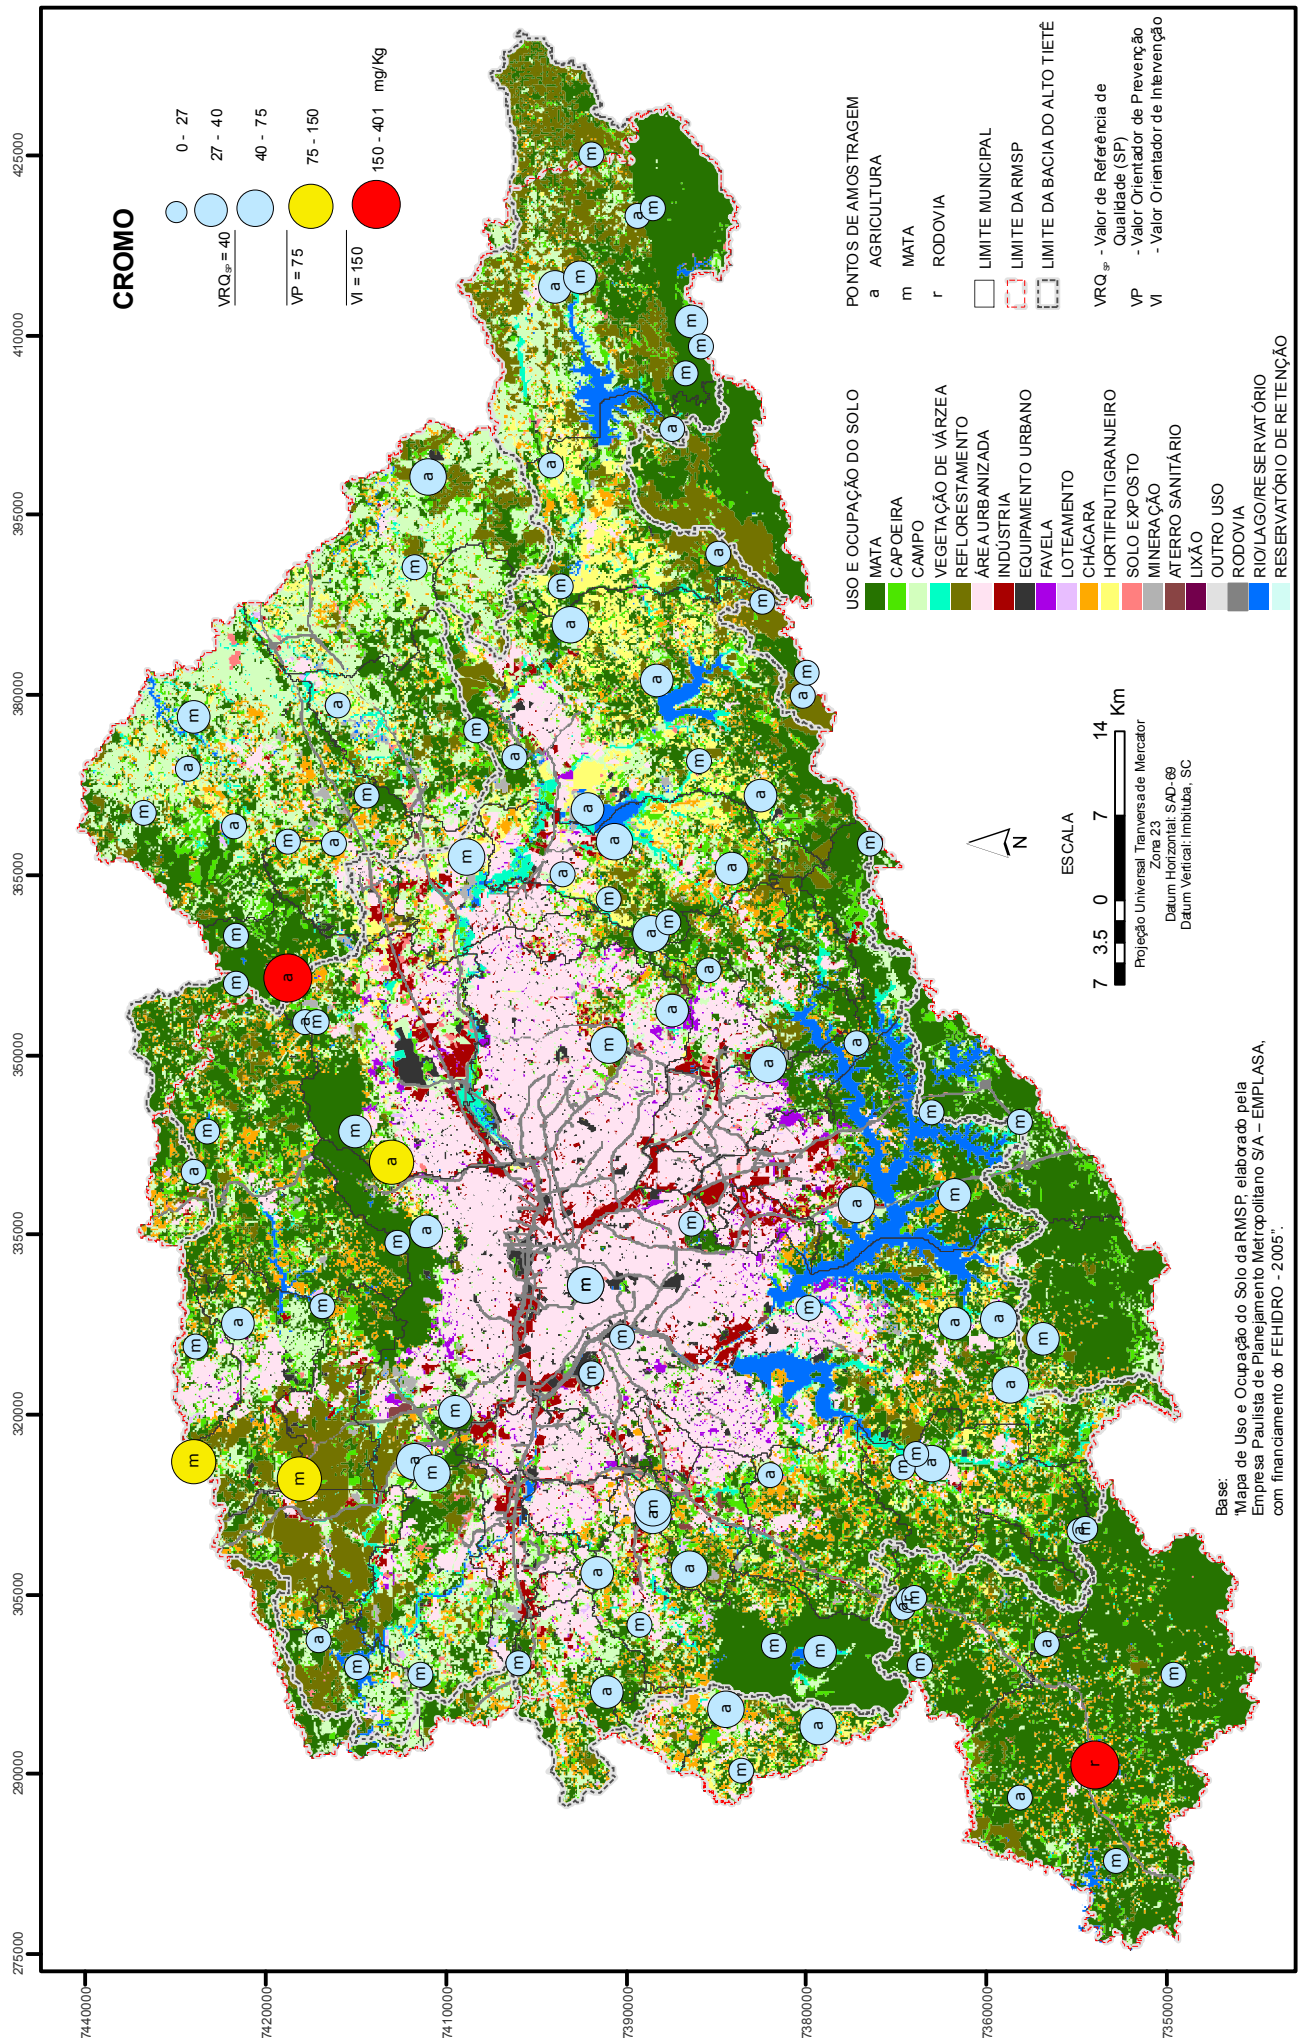 CROMO
VRQSP = 40
VP = 75
VI = 150
0 - 27
27 - 40
40 - 75
75 - 150
150 - 401 mg/Kg
PONTOS DE AMOSTRAGEM
a AGRICULTURA
m MATA
r RODOVIA
LIMITE MUNICIPAL
LIMITE DA RMSP
LIMITE DA BACIA DO ALTO TIETÊ
VRQSP - Valor de Referência de
Qualidade (SP)
VP - Valor Orientador de Prevenção
VI - Valor Orientador de Intervenção
USO E OCUPAÇÃO DO SOLO
MATA
CAPOEIRA
CAMPO
VEGETAÇÃO DE VÁRZEA
REFLORESTAMENTO
ÁREA URBANIZADA
INDÚSTRIA
EQUIPAMENTO URBANO
FAVELA
LOTEAMENTO
CHÁCARA
HORTIFRUTIGRANJEIRO
SOLO EXPOSTO
MINERAÇÃO
ATERRO SANITÁRIO
LIXÃO
OUTRO USO
RODOVIA
RIO/LAGO/RESERVATÓRIO
RESERVATÓRIO DE RETENÇÃO
N
ESCALA
7 3.5 0 7 14
Km
Projeção Universal Tranversa de Mercator
Zona 23
Datum Horizontal: SAD-69
Datum Vertical: Imbituba, SC
Base:
"Mapa de Uso e Ocupação do Solo da RMSP, elaborado pela
Empresa Paulista de Planejamento Metropolitano S/A – EMPLASA,
com financiamento do FEHIDRO - 2005".
275000
290000
305000
320000
335000
350000
365000
380000
395000
410000
425000
7440000
7420000
7410000
7390000
7380000
7360000
7350000